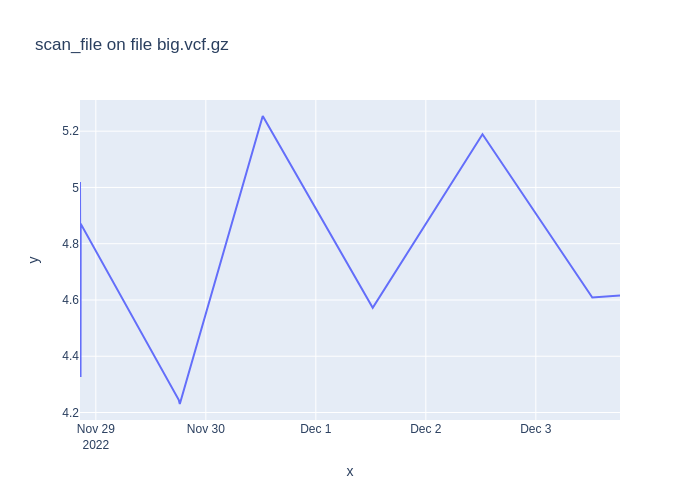 scan_file on file big.vcf.gz
5.2
5
4.8
4.6
4.4
4.2
y
Nov 29
2022
Nov 30
Dec 1
Dec 2
Dec 3
x